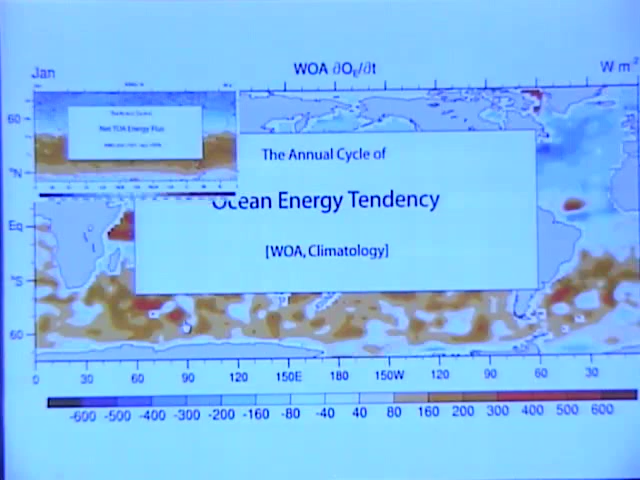 Jan
WOA ∂OE/∂t
W m-2
Net TOA Energy Flux
The Annual Cycle of
Ocean Energy Tendency
[WOA, Climatology]
60
°N
Eq
°S
60
0 30 60 90 120 150E 180 150W 120 90 60 30
-600 -500 -400 -300 -200 -160 -80 -40 40 80 160 200 300 400 500 600